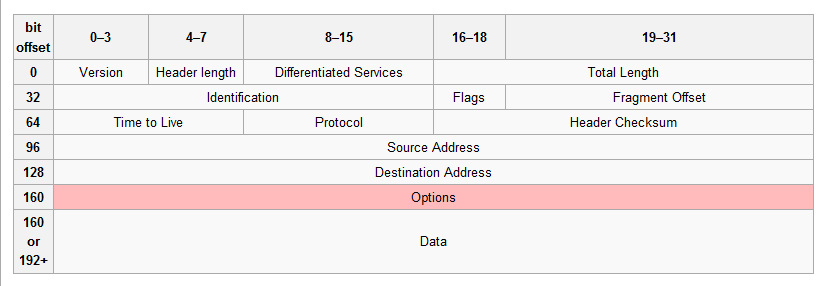 bit offset 0–3 4–7 8–15 16–18 19–31
0 Version Header length Differentiated Services Total Length
32 Identification Flags Fragment Offset
64 Time to Live Protocol Header Checksum
96 Source Address
128 Destination Address
160 Options
160 or 192+ Data